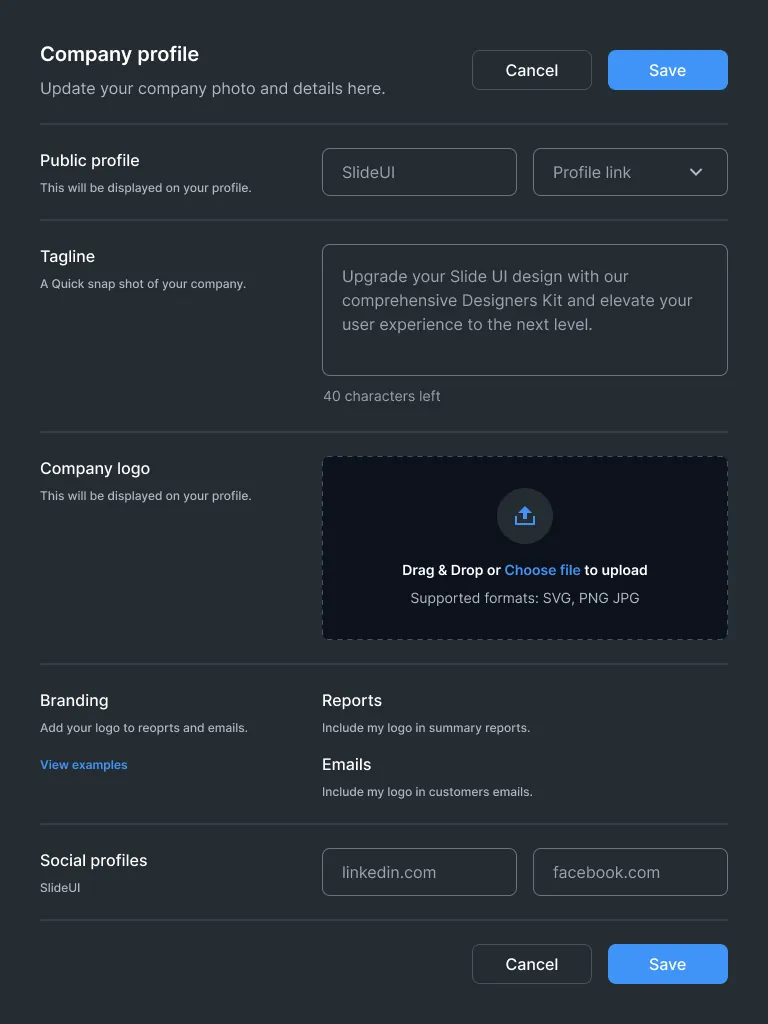 Company profile
Update your company photo and details here.
Cancel
Save
Public profile
This will be displayed on your profile.
SlideUI
Profile link
Tagline
A Quick snap shot of your company.
Upgrade your Slide UI design with our
comprehensive Designers Kit and elevate your
user experience to the next level.
40 characters left
Company logo
This will be displayed on your profile.
Drag & Drop or Choose file to upload
Supported formats: SVG, PNG JPG
Branding
Add your logo to reoprts and emails.
View examples
Reports
Include my logo in summary reports.
Emails
Include my logo in customers emails.
Social profiles
SlideUI
linkedin.com
facebook.com
Cancel
Save